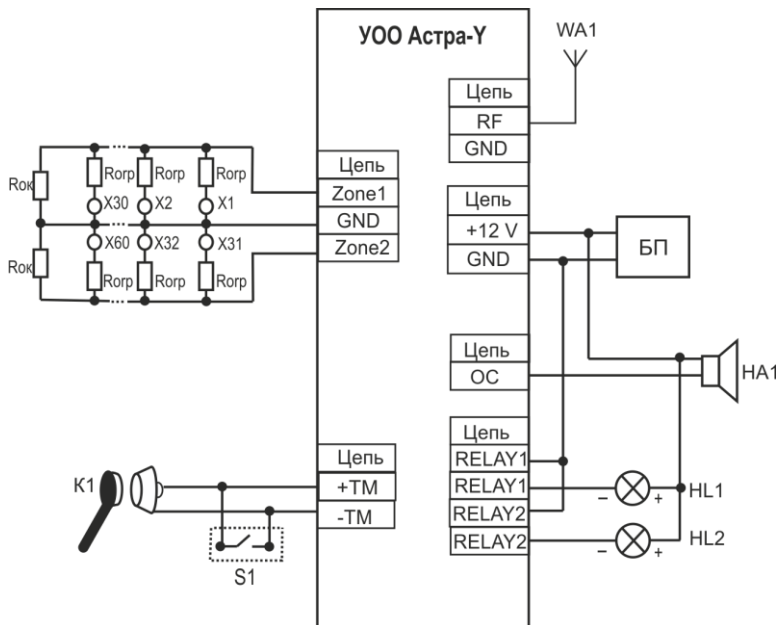 УОО Астра-Y
WA1
Цепь
RF
GND
Rок
Rогр
Rогр
Rогр
X30
X2
X1
X60
X32
X31
Rок
Rогр
Rогр
Rогр
Цепь
Zone1
GND
Zone2
Цепь
+12 V
GND
БП
Цепь
ОС
HA1
К1
Цепь
+TM
-TM
S1
Цепь
RELAY1
RELAY1
RELAY2
RELAY2
– +
HL1
– +
HL2